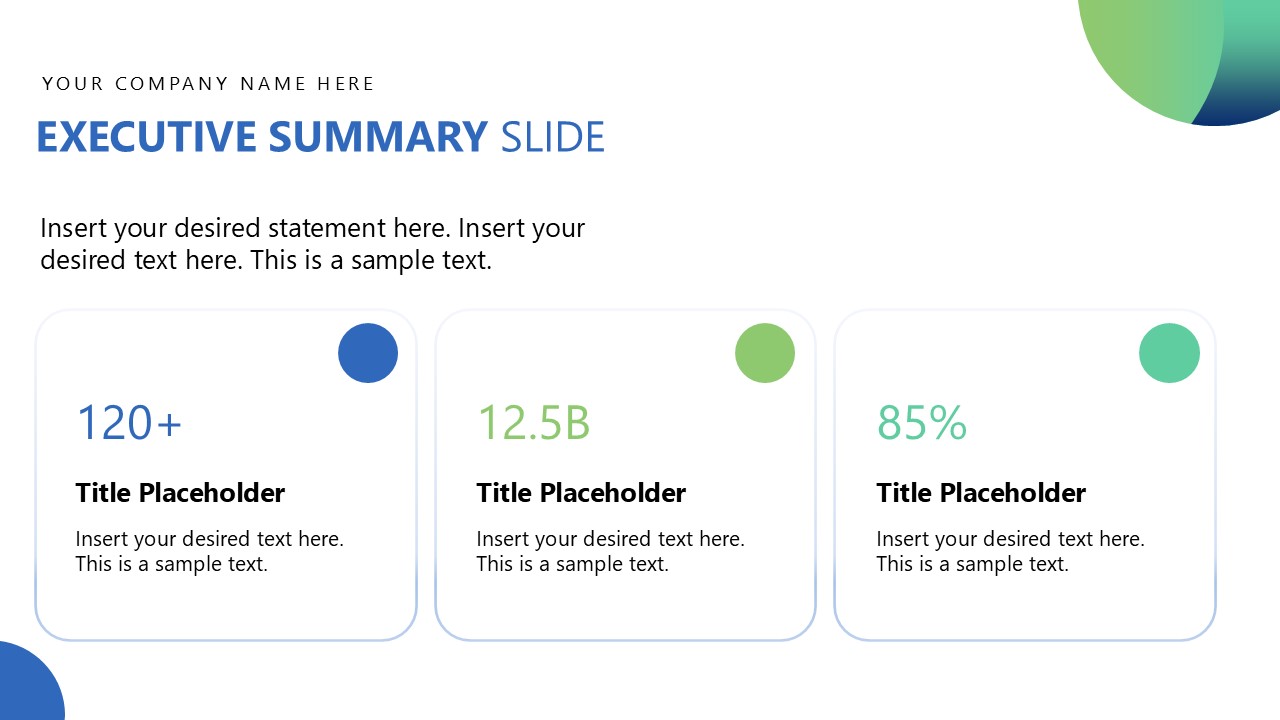 YOUR COMPANY NAME HERE
EXECUTIVE SUMMARY SLIDE
Insert your desired statement here. Insert your
desired text here. This is a sample text.
120+
Title Placeholder
Insert your desired text here.
This is a sample text.
12.5B
Title Placeholder
Insert your desired text here.
This is a sample text.
85%
Title Placeholder
Insert your desired text here.
This is a sample text.